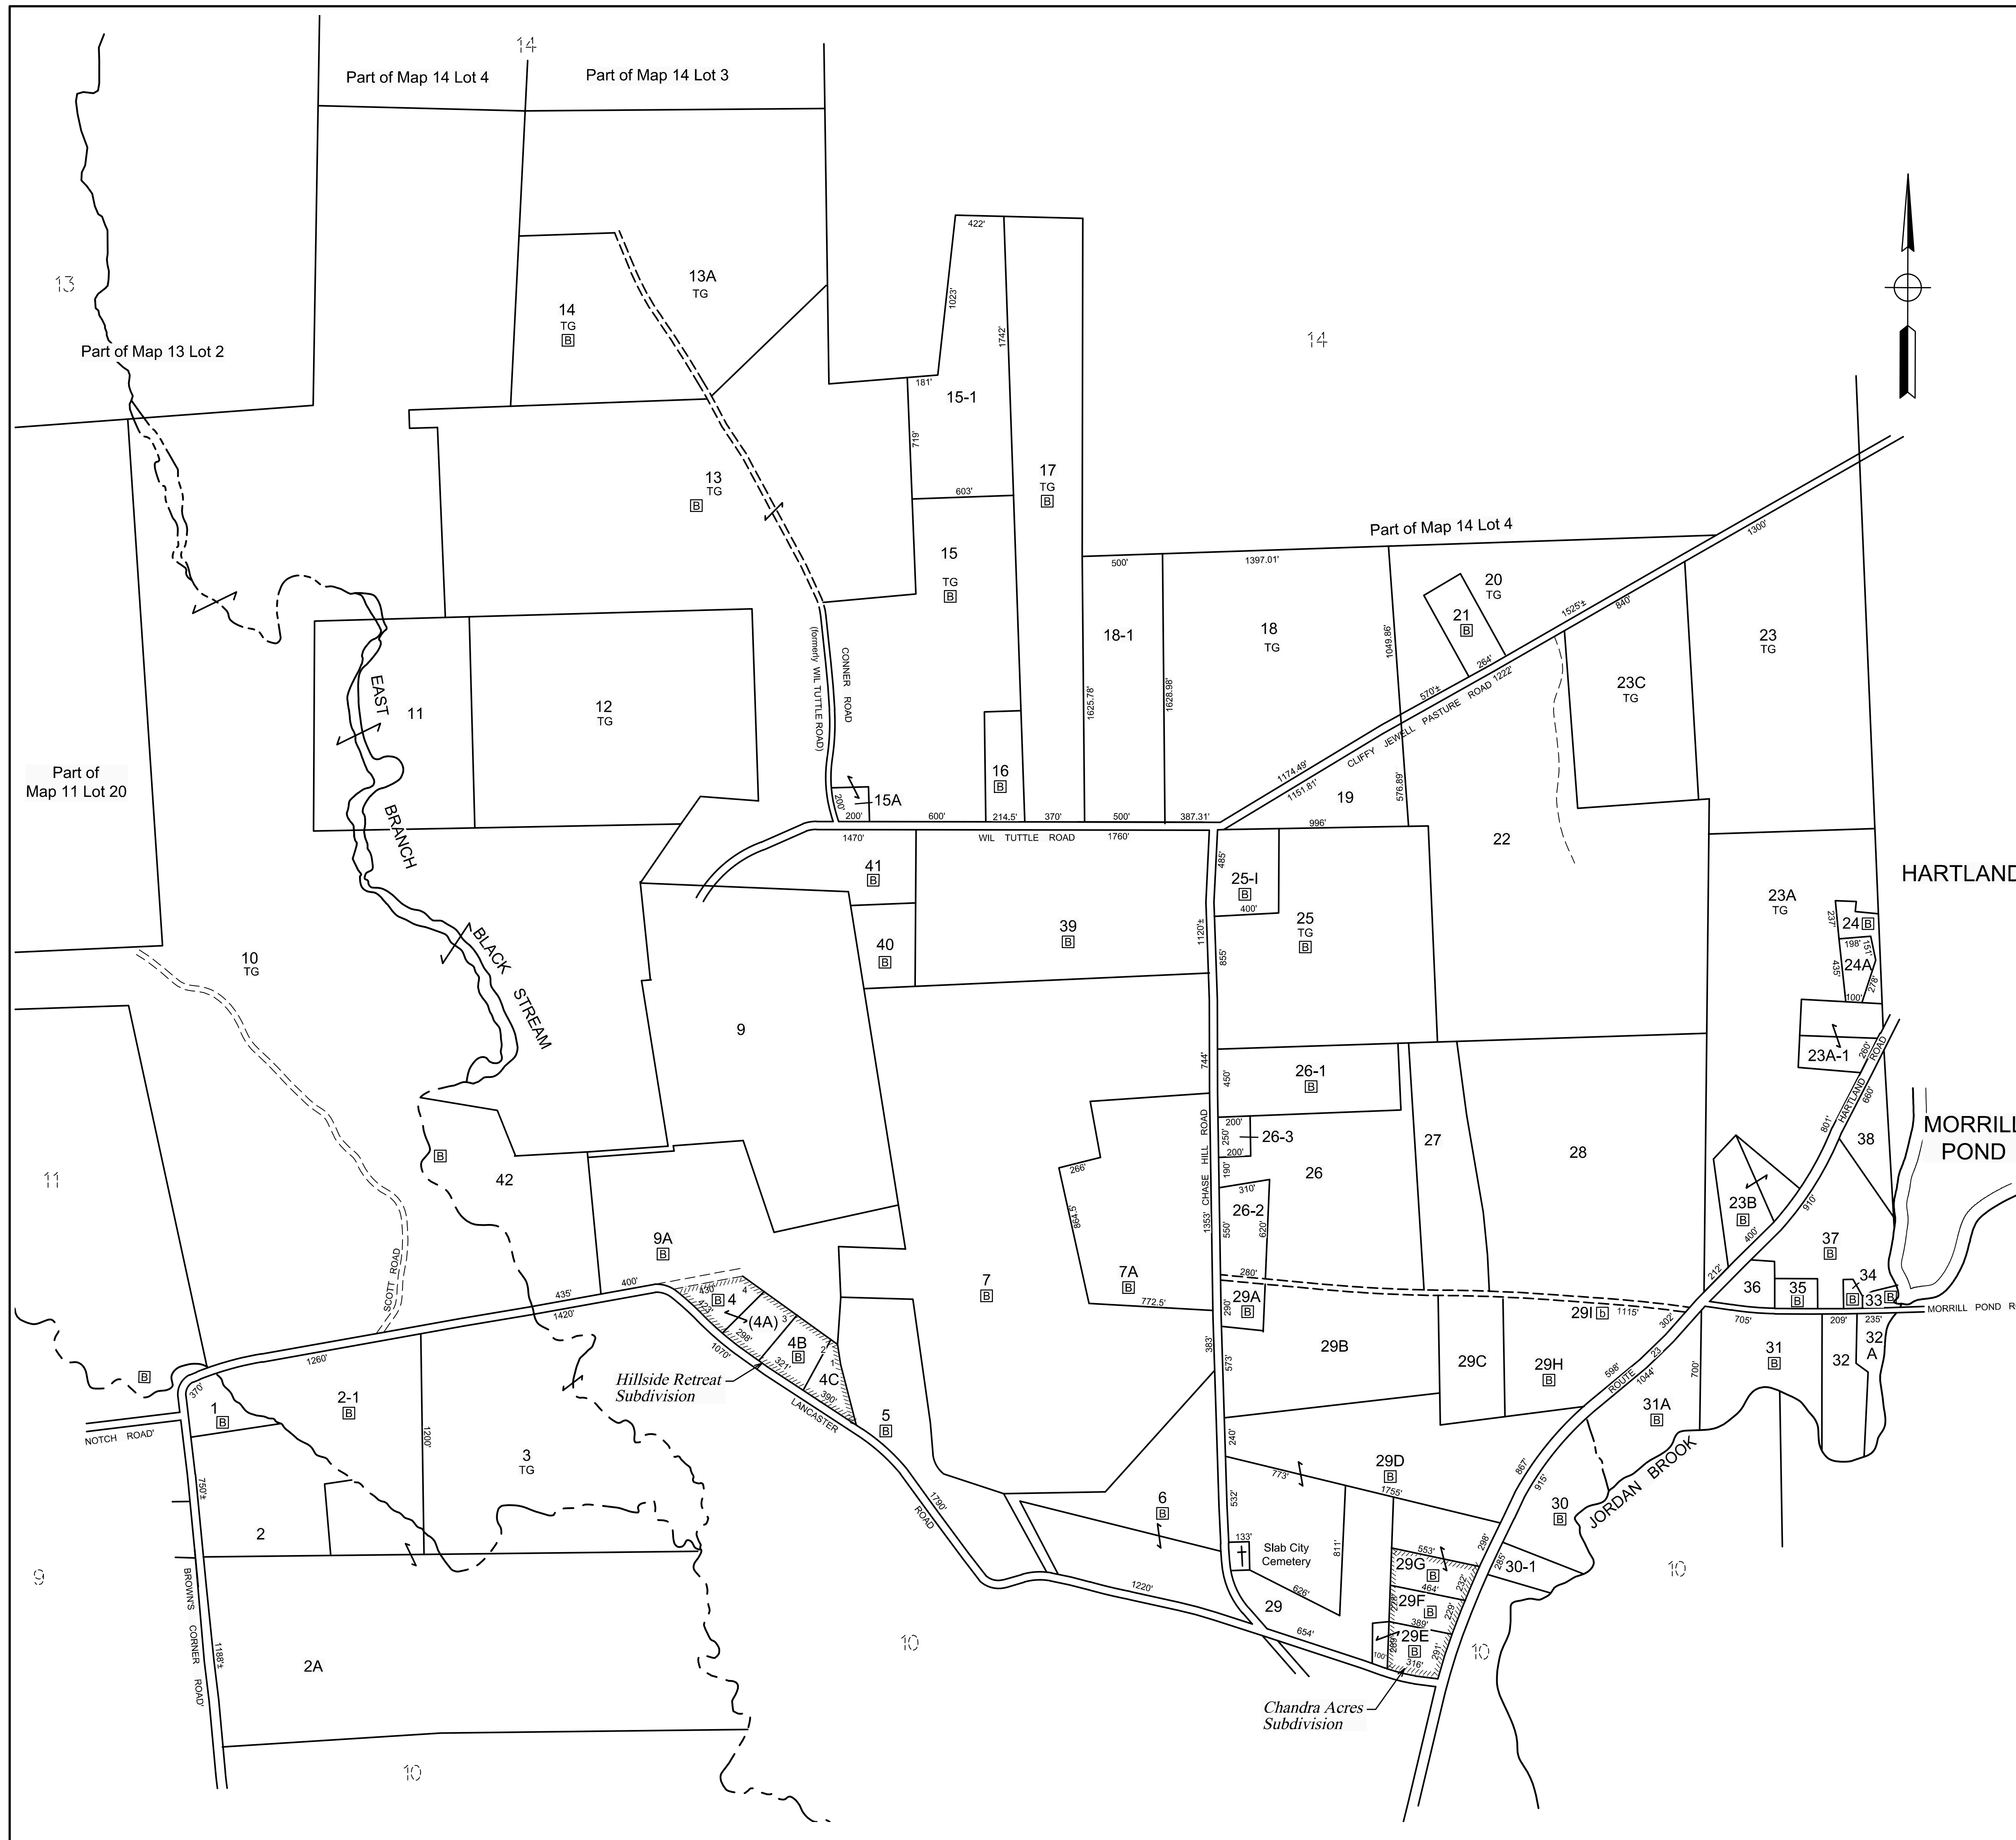 14
Part of Map 14 Lot 4
Part of Map 14 Lot 3
13
Part of Map 13 Lot 2
14
TG
B
13A
TG
422'
1023'
1742'
181'
15-1
719'
603'
14
13
TG
B
17
TG
B
15
TG
B
Part of Map 14 Lot 4
1300'
500'
1397.01'
18-1
18
TG
1625.78'
1628.98'
1049.86'
20
TG
21
B
264'
1525'±
840'
570'±
CLIFFY JEWELL PASTURE ROAD 1222'
1174.49'
1151.81'
23
TG
23C
TG
(formerly WIL TUTTLE ROAD)
CONNER ROAD
EAST
BRANCH
BLACK
STREAM
11
12
TG
Part of
Map 11 Lot 20
16
B
15A
200'
200'
600'
214.5'
370'
500'
387.31'
1470'
WIL TUTTLE ROAD
1760'
19
576.89'
996'
22
HARTLAND
485'
25-I
B
400'
41
B
39
B
40
B
25
TG
B
1120'±
855'
23A
TG
237'
24
B
198'
151'
24A
435'
278'
100'
23A-1
260'
HARTLAND ROAD
660'
801'
38
MORRILL
POND
10
TG
9
744'
450'
26-1
B
200'
250'
26-3
200'
190'
26
27
28
310'
26-2
550'
620'
1353'
CHASE HILL ROAD
266'
864.5'
11
B
42
SCOTT ROAD
9A
B
7
B
7A
B
772.5'
280'
29A
B
290'
23B
B
400'
910'
37
B
212'
36
35
B
34
B
33
B
MORRILL POND
705'
209'
235'
400'
435'
1420'
1260'
430'
4
B
4
423'
(4A)
3
298'
4B
B
2
1
321'
4C
390'
1070'
Hillside Retreat
Subdivision
LANCASTER
ROAD
5
B
1790'
383'
573'
29B
29C
29H
B
29I
b
1115'
302'
598'
ROUTE 23
1044'
700'
31
B
32
32
A
31A
B
JORDAN BROOK
B
370'
1
B
2-1
B
NOTCH ROAD'
750'±
1200'
3
TG
2
240'
773'
29D
B
1755'
867'
915'
30
B
6
B
532'
133'
Slab City
Cemetery
811'
626'
29
654'
1220'
298'
285'
30-1
553'
29G
B
464'
232'
29F
B
278'
389'
229'
29E
B
289'
291'
100'
316'
Chandra Acres
Subdivision
9
BROWN'S CORNER ROAD'
1188'±
2A
10
10
10
10